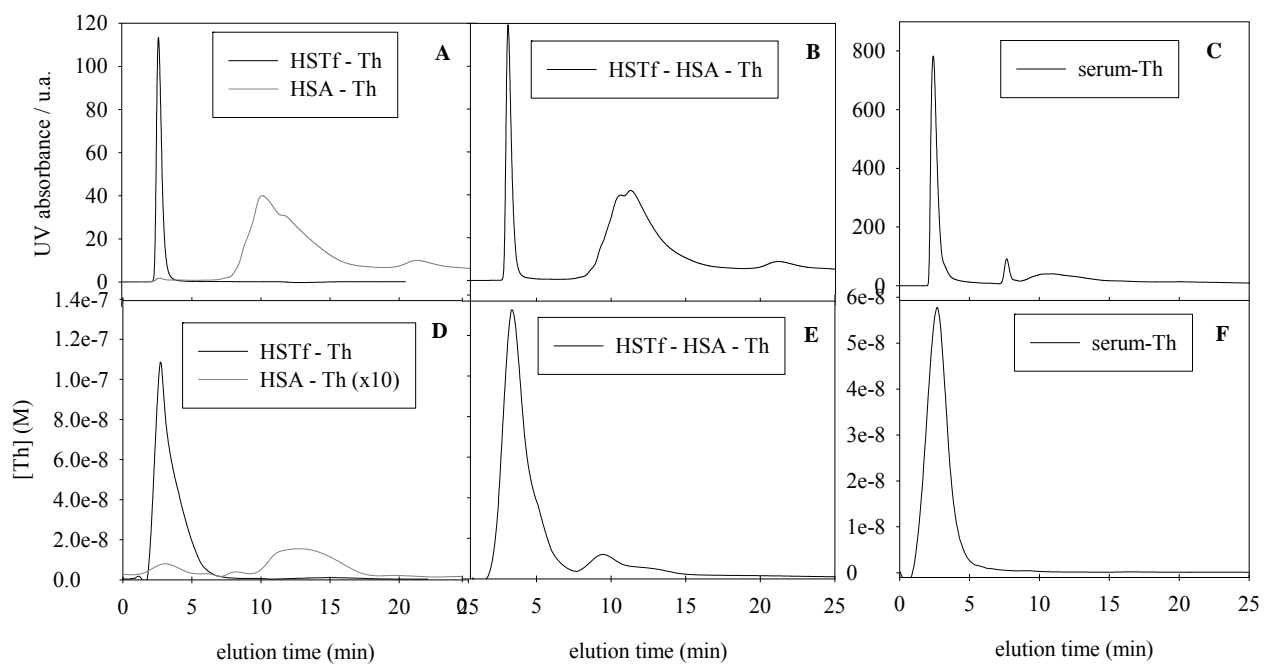 120
100
80
60
40
20
0
UV absorbance / u.a.
HSTf - Th
HSA - Th
A
HSTf - HSA - Th
B
800
600
400
200
0
serum-Th
C
1.4e-7
1.2e-7
1.0e-7
8.0e-8
6.0e-8
4.0e-8
2.0e-8
0.0
[Th] (M)
HSTf - Th
HSA - Th (x10)
D
0 5 10 15 20
elution time (min)
HSTf - HSA - Th
E
5 10 15 20 25
elution time (min)
6e-8
5e-8
4e-8
3e-8
2e-8
1e-8
0
serum-Th
F
0 5 10 15 20 25
elution time (min)